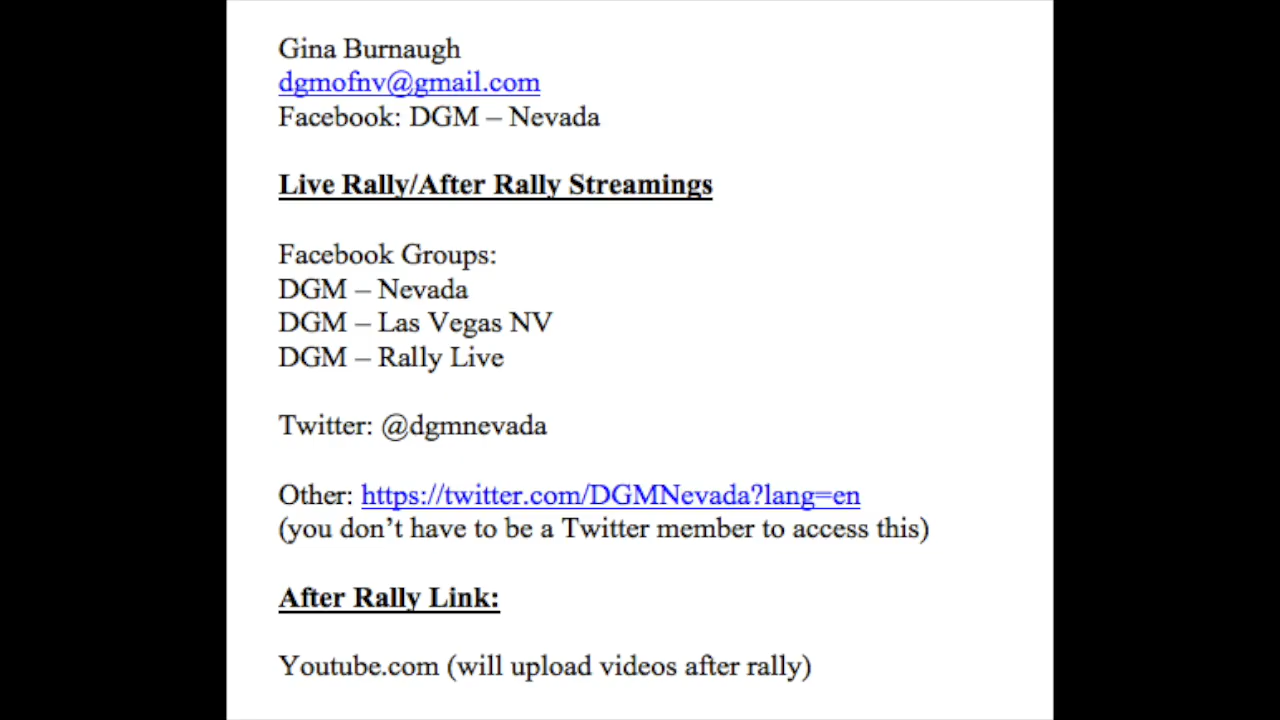 Gina Burnaugh
dgmofnv@gmail.com
Facebook: DGM – Nevada
Live Rally/After Rally Streamings
Facebook Groups:
DGM – Nevada
DGM – Las Vegas NV
DGM – Rally Live
Twitter: @dgmnevada
Other: https://twitter.com/DGMNevada?lang=en
(you don’t have to be a Twitter member to access this)
After Rally Link:
Youtube.com (will upload videos after rally)